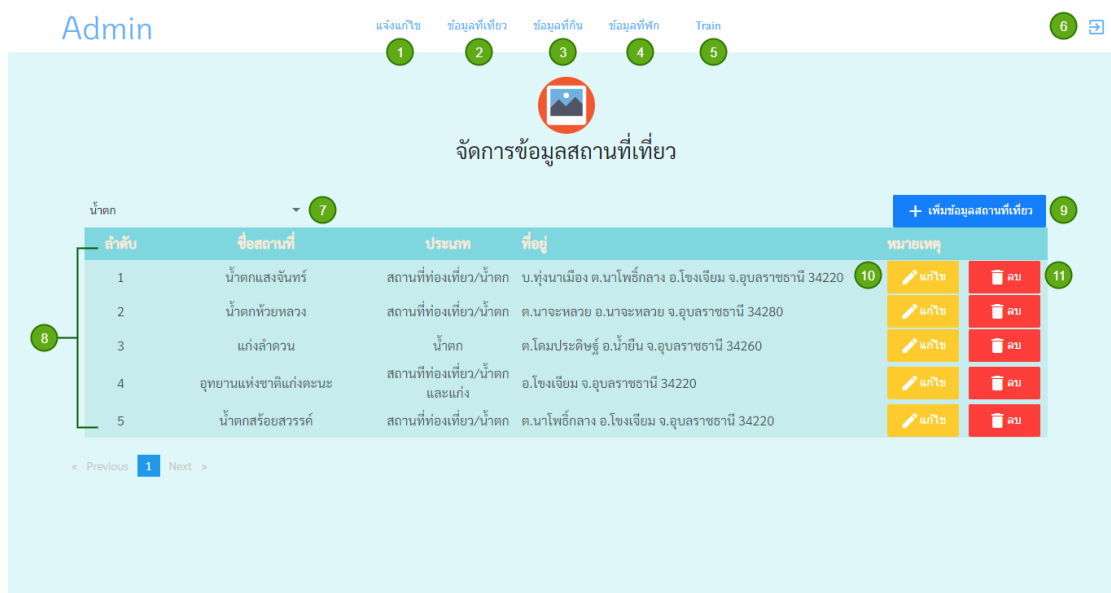 Admin แจ้งแก้ไข ข้อมูลที่เที่ยว ข้อมูลที่กิน ข้อมูลที่พัก Train 6
1 2 3 4 5
จัดการข้อมูลสถานที่เที่ยว
น้ำตก 7 + เพิ่มข้อมูลสถานที่เที่ยว 9
ลำดับ ชื่อสถานที่ ประเภท ที่อยู่ หมายเหตุ
1 น้ำตกแสงจันทร์ สถานที่ท่องเที่ยว/น้ำตก บ.ทุ่งนาเมือง ต.นาโพธิ์กลาง อ.โขงเจียม จ.อุบลราชธานี 34220 10 แก้ไข ลบ 11
2 น้ำตกห้วยหลวง สถานที่ท่องเที่ยว/น้ำตก ต.นาจะหลวย อ.นาจะหลวย จ.อุบลราชธานี 34280 แก้ไข ลบ
8
3 แก่งลำดวน น้ำตก ต.โดมประดิษฐ์ อ.น้ำยืน จ.อุบลราชธานี 34260 แก้ไข ลบ
4 อุทยานแห่งชาติแก่งตะนะ สถานที่ท่องเที่ยว/น้ำตก อ.โขงเจียม จ.อุบลราชธานี 34220 แก้ไข ลบ
และแก่ง
5 น้ำตกสร้อยสวรรค์ สถานที่ท่องเที่ยว/น้ำตก ต.นาโพธิ์กลาง อ.โขงเจียม จ.อุบลราชธานี 34220 แก้ไข ลบ
« Previous 1 Next »